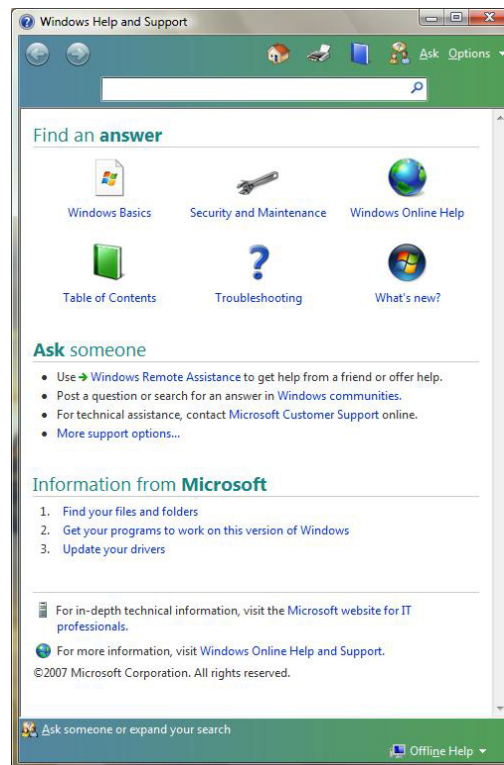 Windows Help and Support
Ask Options
Find an answer
Windows Basics
Security and Maintenance
Windows Online Help
Table of Contents
Troubleshooting
What's new?
Ask someone
Use Windows Remote Assistance to get help from a friend or offer help.
Post a question or search for an answer in Windows communities.
For technical assistance, contact Microsoft Customer Support online.
More support options...
Information from Microsoft
1. Find your files and folders
2. Get your programs to work on this version of Windows
3. Update your drivers
For in-depth technical information, visit the Microsoft website for IT
professionals.
For more information, visit Windows Online Help and Support.
©2007 Microsoft Corporation. All rights reserved.
Ask someone or expand your search
Offline Help